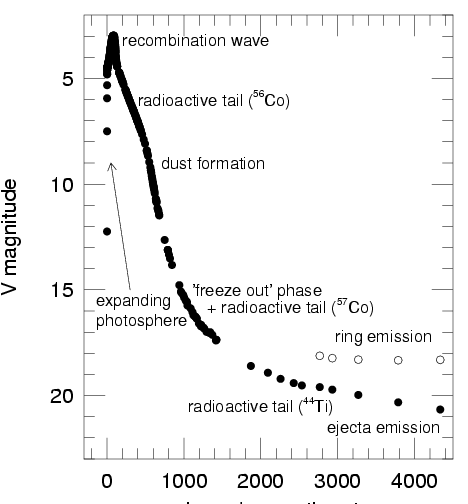 recombination wave
5
radioactive tail (⁵⁶Co)
dust formation
10
V magnitude
15
'freeze out' phase
+ radioactive tail (⁵⁷Co)
expanding
photosphere
ring emission
20
radioactive tail (⁴⁴Ti)
ejecta emission
0 1000 2000 3000 4000